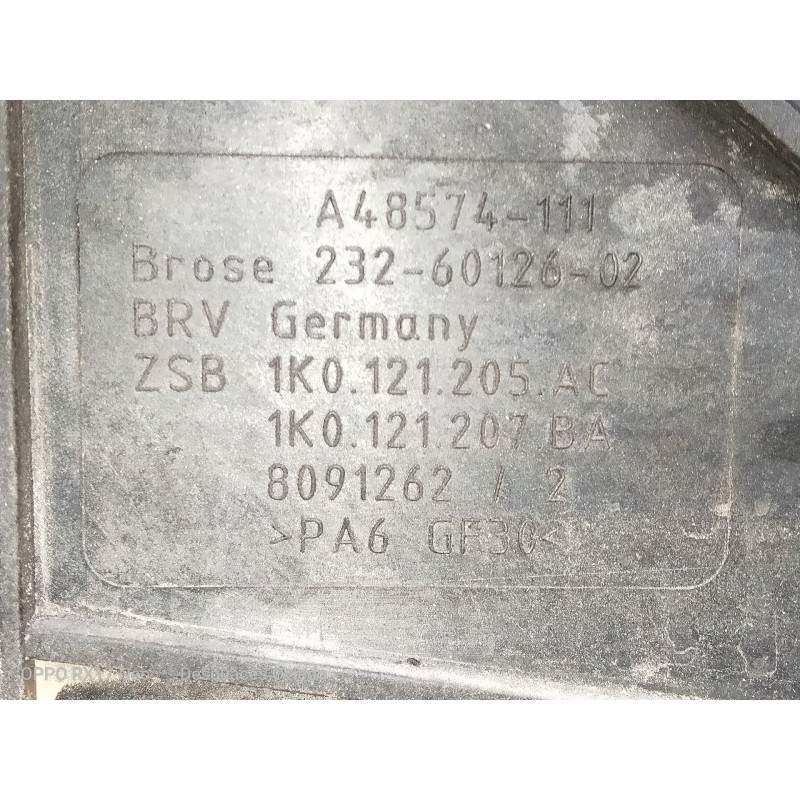 A48574-111
Brose 232-60126-02
BRV Germany
ZSB 1K0.121.205.AC
1K0.121.207.BA
8091262 / 2
>PA6 GF30<
OPPO